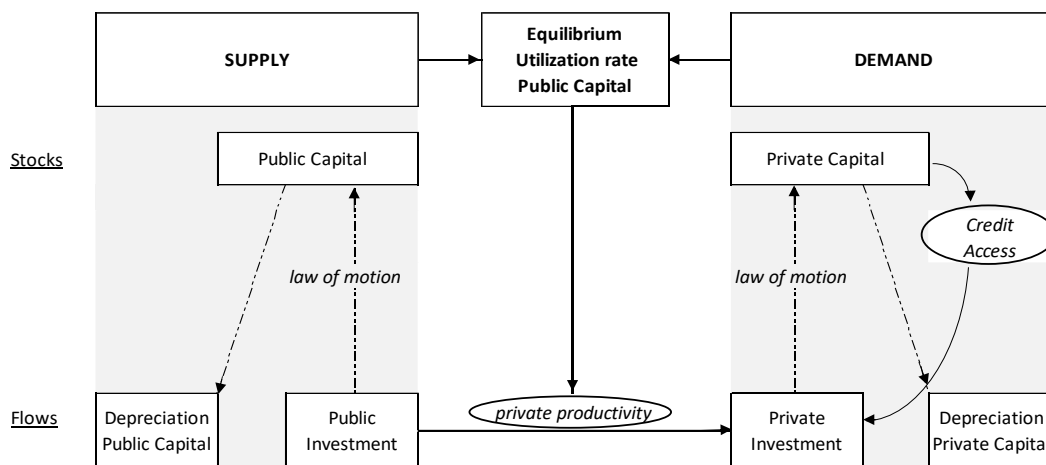 SUPPLY
Equilibrium
Utilization rate
Public Capital
DEMAND
Stocks
Public Capital
Private Capital
Credit
Access
law of motion
law of motion
Flows
Depreciation
Public Capital
Public
Investment
private productivity
Private
Investment
Depreciation
Private Capital